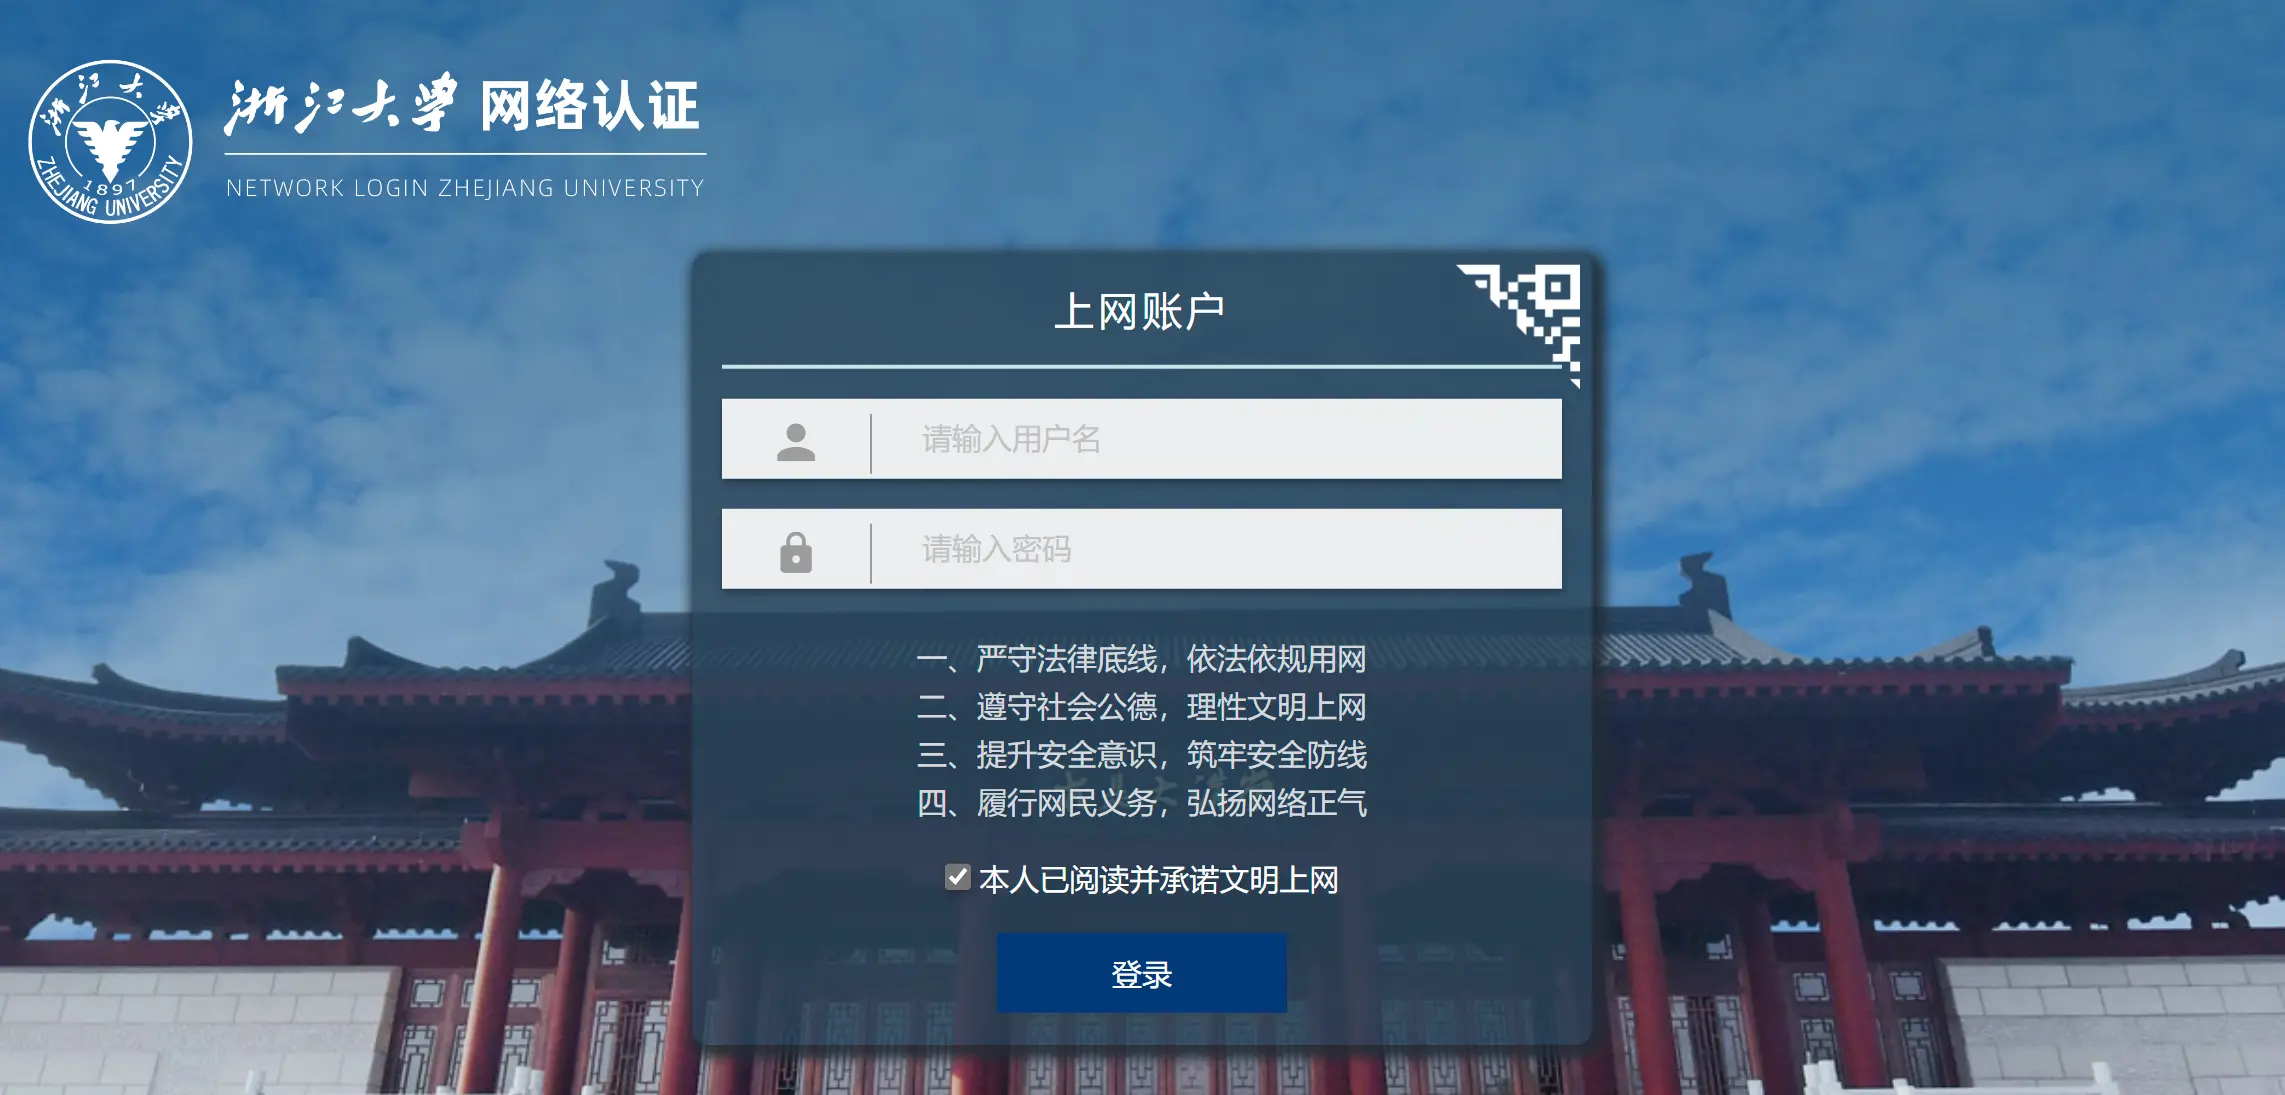 浙江大学
ZHEJIANG UNIVERSITY
1897
浙江大学 网络认证
NETWORK LOGIN ZHEJIANG UNIVERSITY
上网账户
请输入用户名
请输入密码
一、严守法律底线，依法依规用网
二、遵守社会公德，理性文明上网
三、提升安全意识，筑牢安全防线
四、履行网民义务，弘扬网络正气
本人已阅读并承诺文明上网
登录